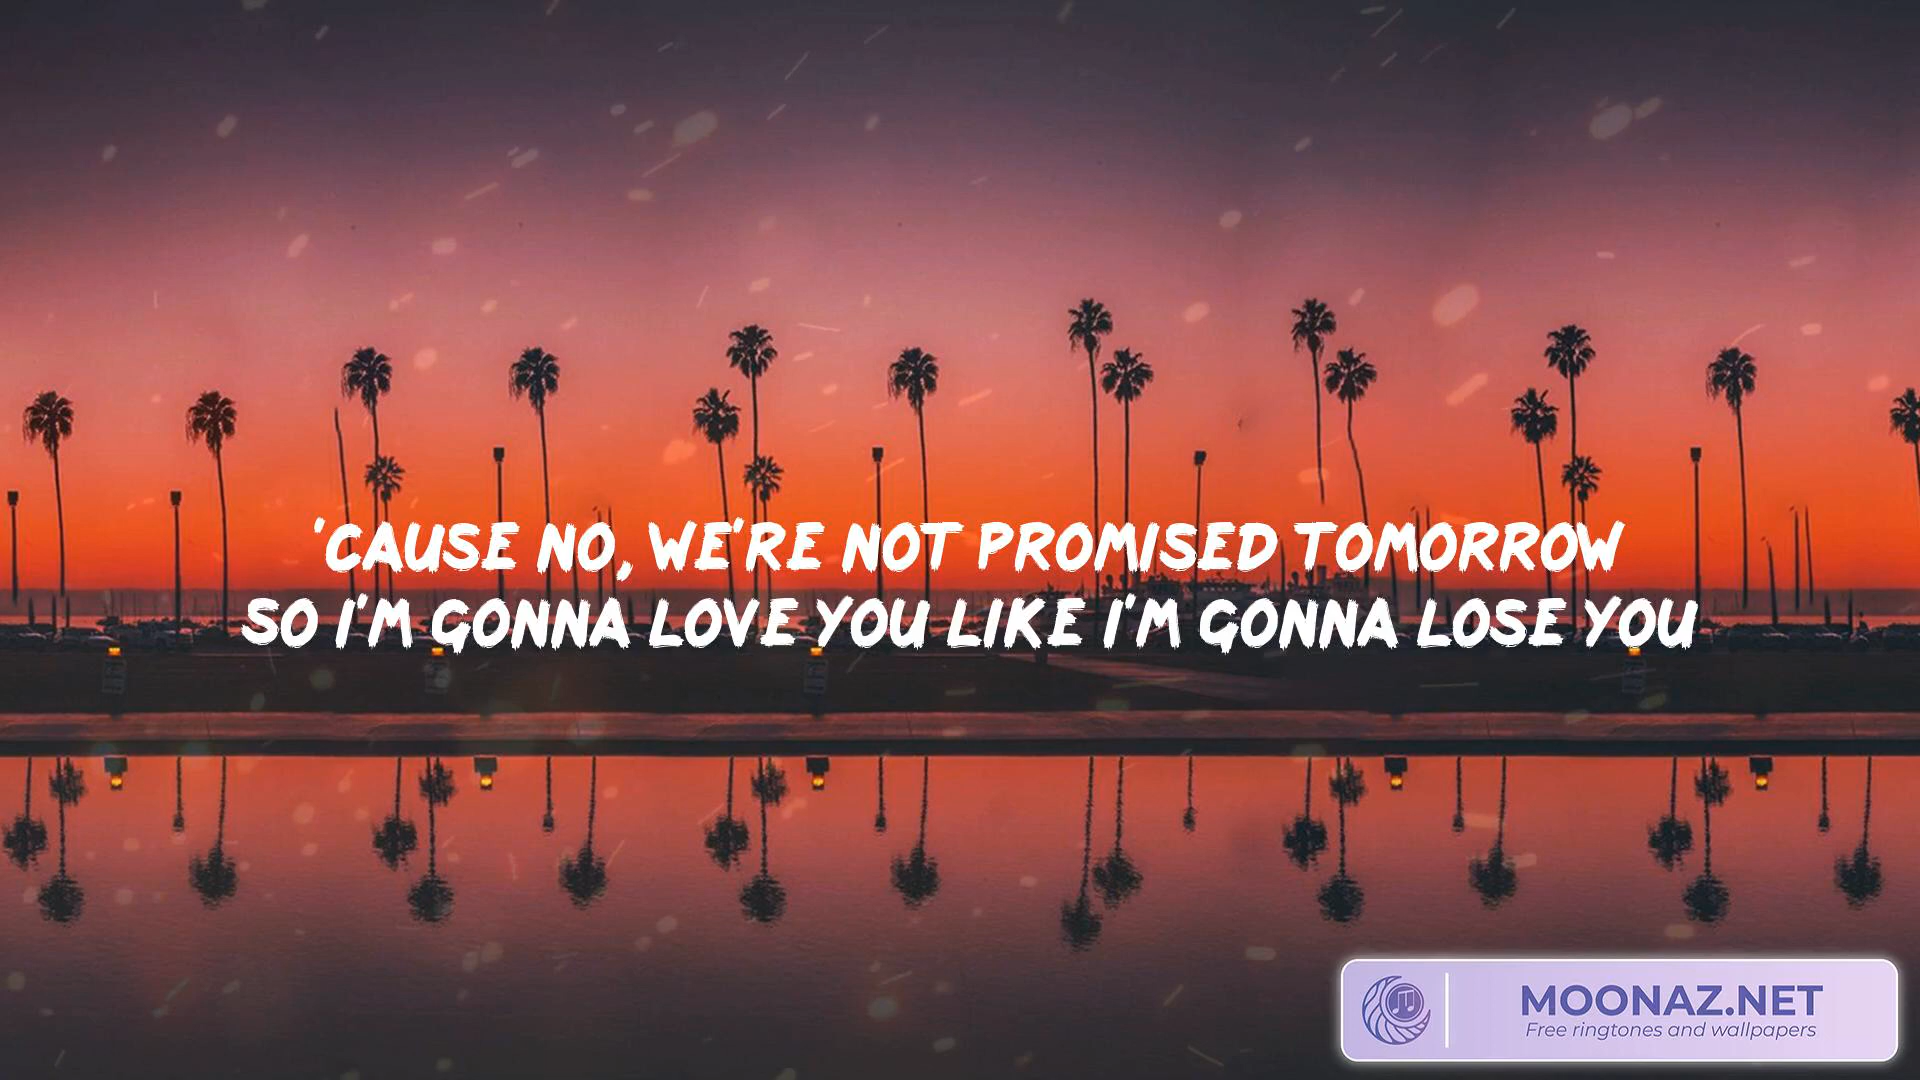 'CAUSE NO, WE'RE NOT PROMISED TOMORROW
SO I'M GONNA LOVE YOU LIKE I'M GONNA LOSE YOU
MOONAZ.NET
Free ringtones and wallpapers